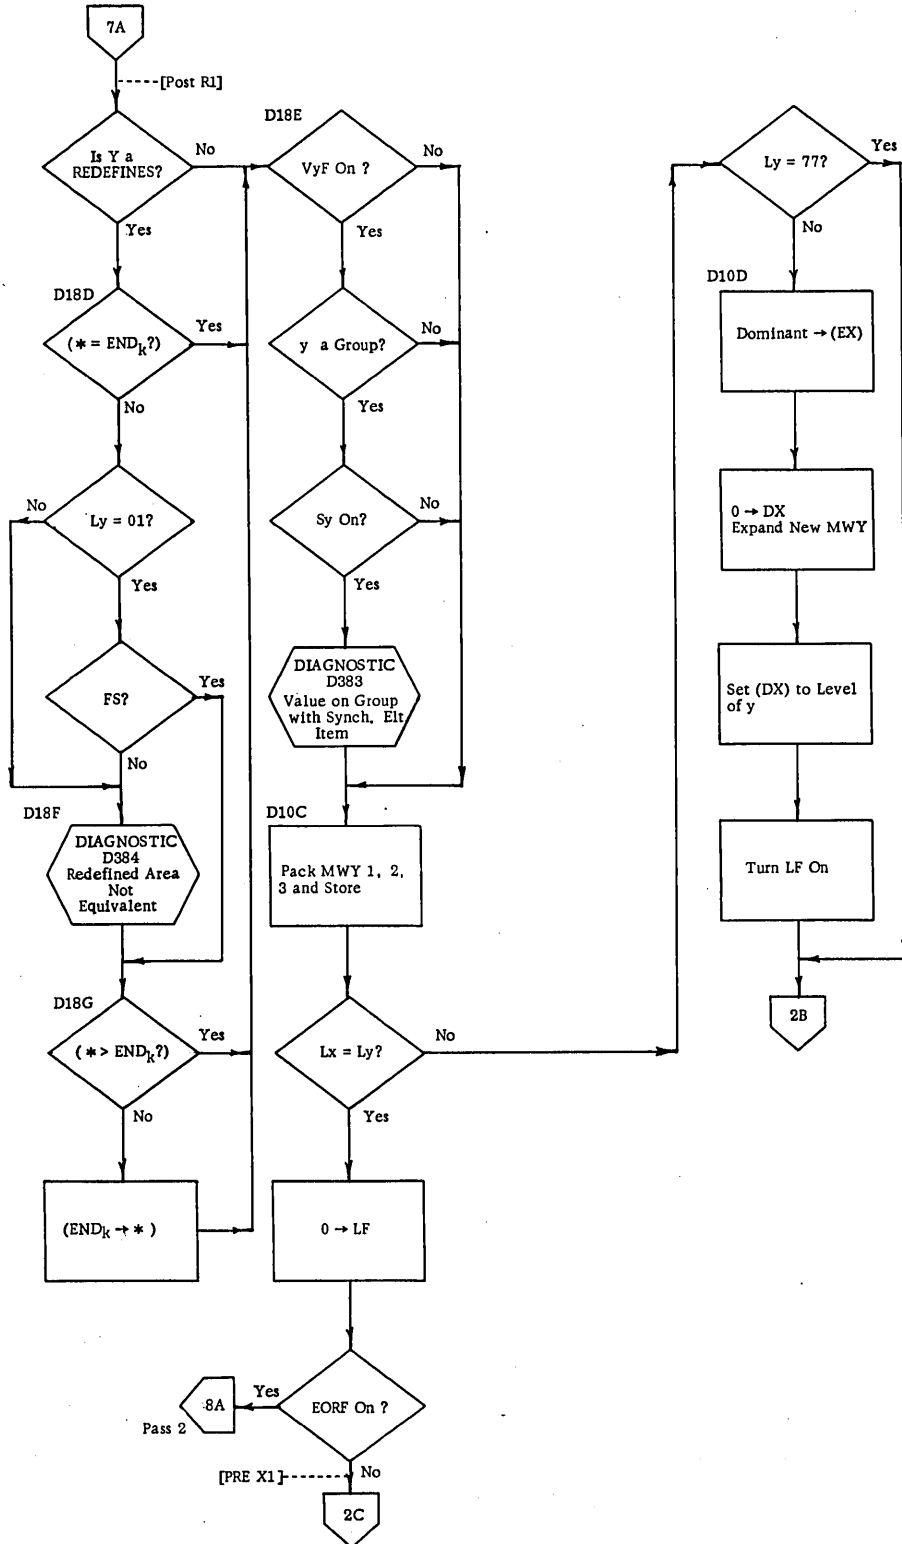 7A
[Post R1]
Is Y a
REDEFINES?
No
Yes
D18D
(* = ENDk?)
Yes
No
Ly = 01?
No
Yes
FS?
Yes
No
D18F
DIAGNOSTIC
D384
Redefined Area
Not
Equivalent
D18G
(* > ENDk?)
Yes
No
(ENDk → *)
D18E
VyF On ?
No
Yes
y a Group?
No
Yes
Sy On?
No
Yes
DIAGNOSTIC
D383
Value on Group
with Synch. Elt.
Item
D10C
Pack MWY 1, 2,
3 and Store
Lx = Ly?
No
Yes
0 → LF
EORF On ?
Yes
8A
Pass 2
[PRE X1]
No
2C
Ly = 77?
Yes
No
D10D
Dominant → (EX)
0 → DX
Expand New MWY
Set (DX) to Level
of y
Turn LF On
2B